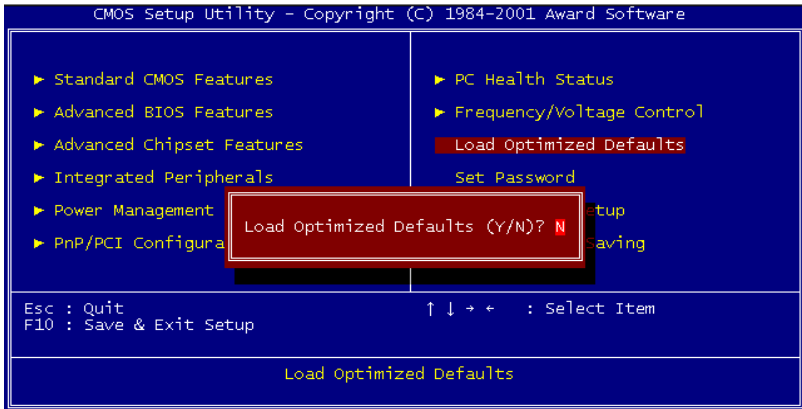 CMOS Setup Utility – Copyright (C) 1984–2001 Award Software
► Standard CMOS Features
► Advanced BIOS Features
► Advanced Chipset Features
► Integrated Peripherals
► Power Management
► PnP/PCI Configura
► PC Health Status
► Frequency/Voltage Control
Load Optimized Defaults
Set Password
etup
Saving
Load Optimized Defaults (Y/N)? N
Esc : Quit
F10 : Save & Exit Setup
↑ ↓ → ← : Select Item
Load Optimized Defaults